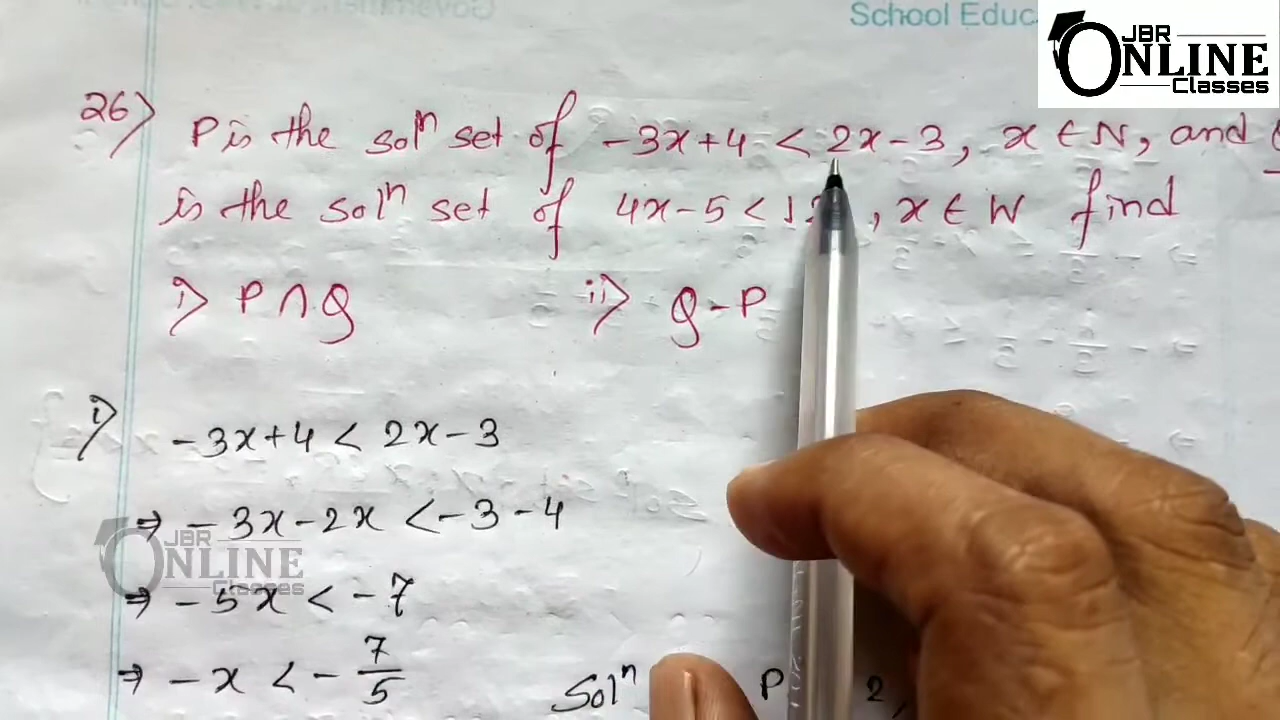 School Educ
JBR
ONLINE
Classes
26) P is the solⁿ set of -3x+4 < 2x-3, x ∈ N, and
is the solⁿ set of 4x-5 < , x ∈ W find
i) P ∩ Q ii) Q - P
i) -3x+4 < 2x-3
⇒ -3x-2x < -3-4
JBR
ONLINE
Classes
⇒ -5x < -7
⇒ -x < -7/5
Solⁿ P 2,